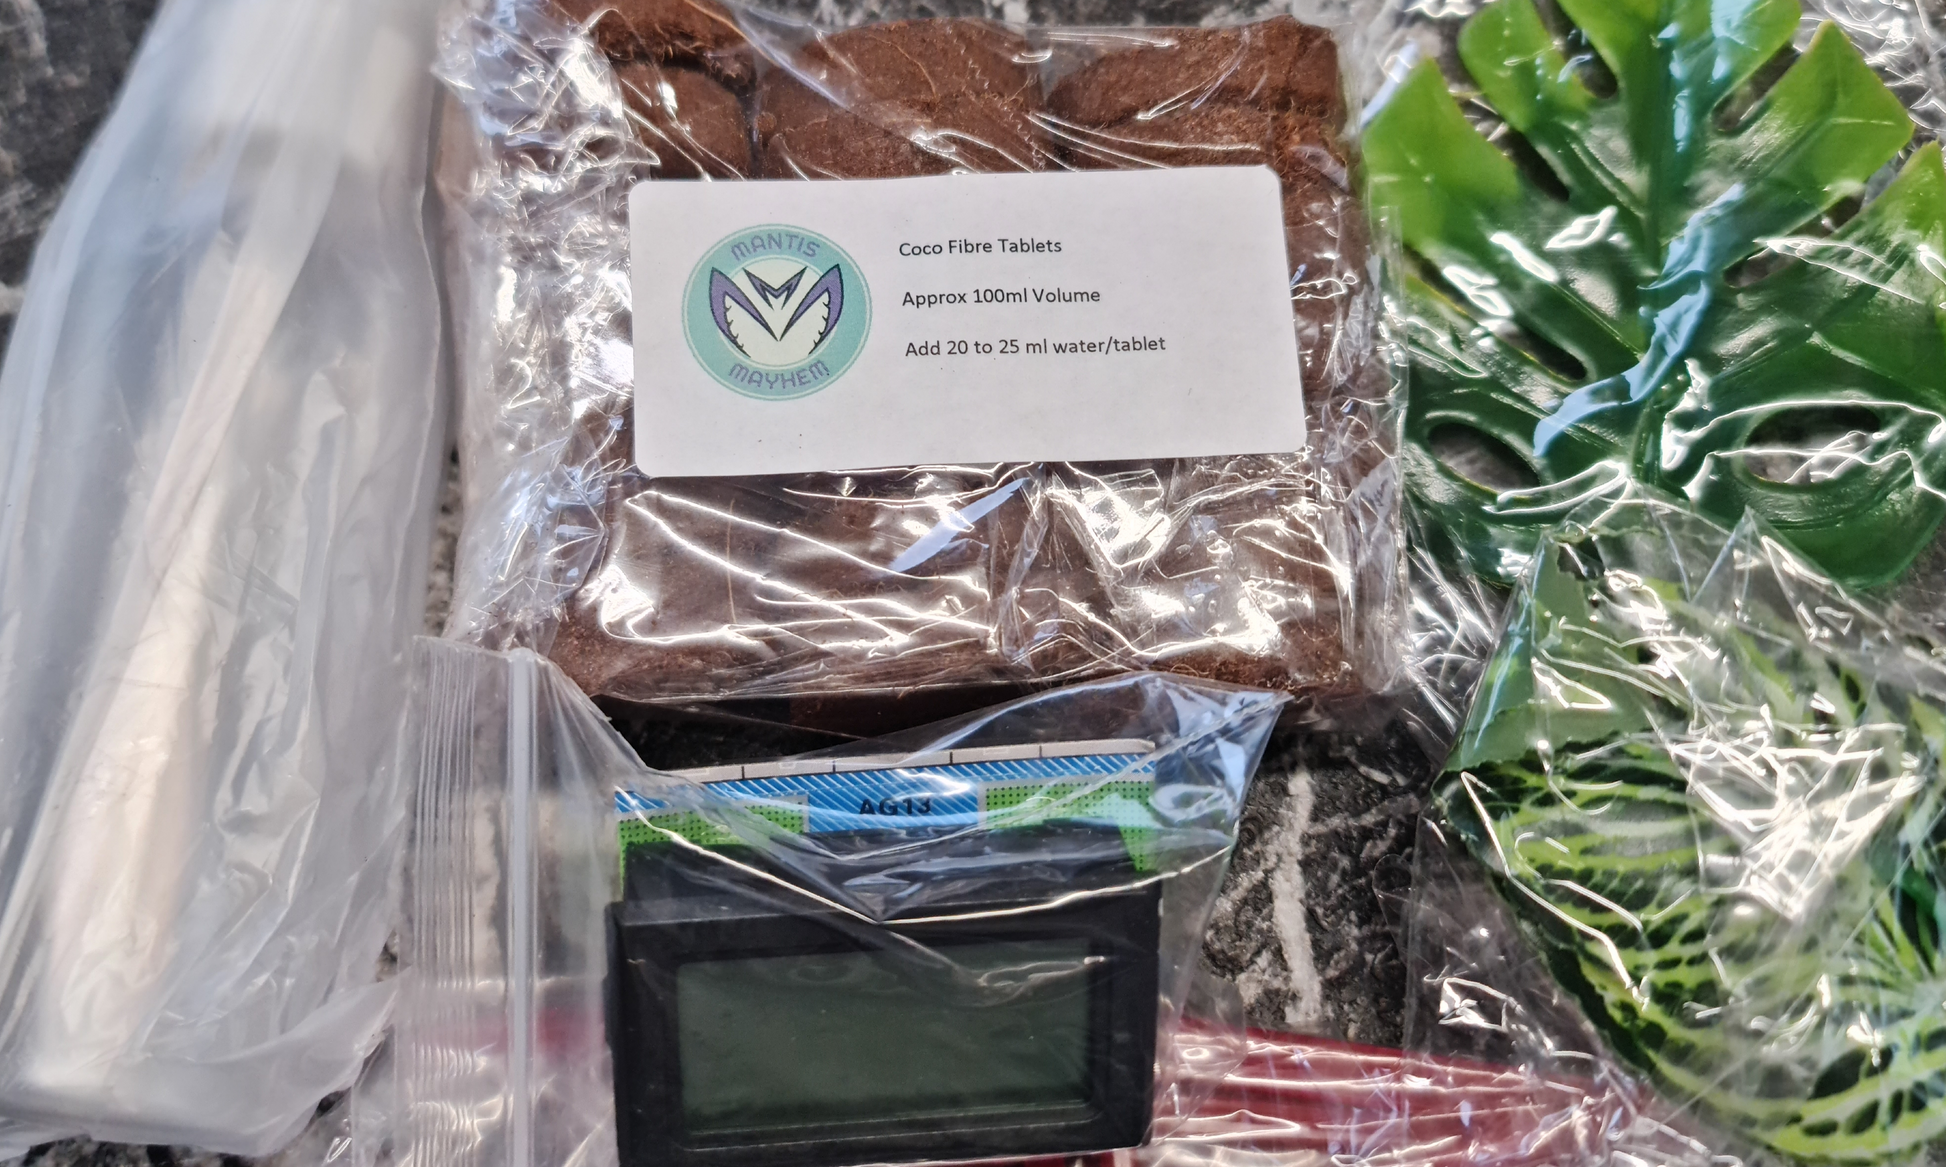 MANTIS
MAYHEM
Coco Fibre Tablets
Approx 100ml Volume
Add 20 to 25 ml water/tablet
AG13